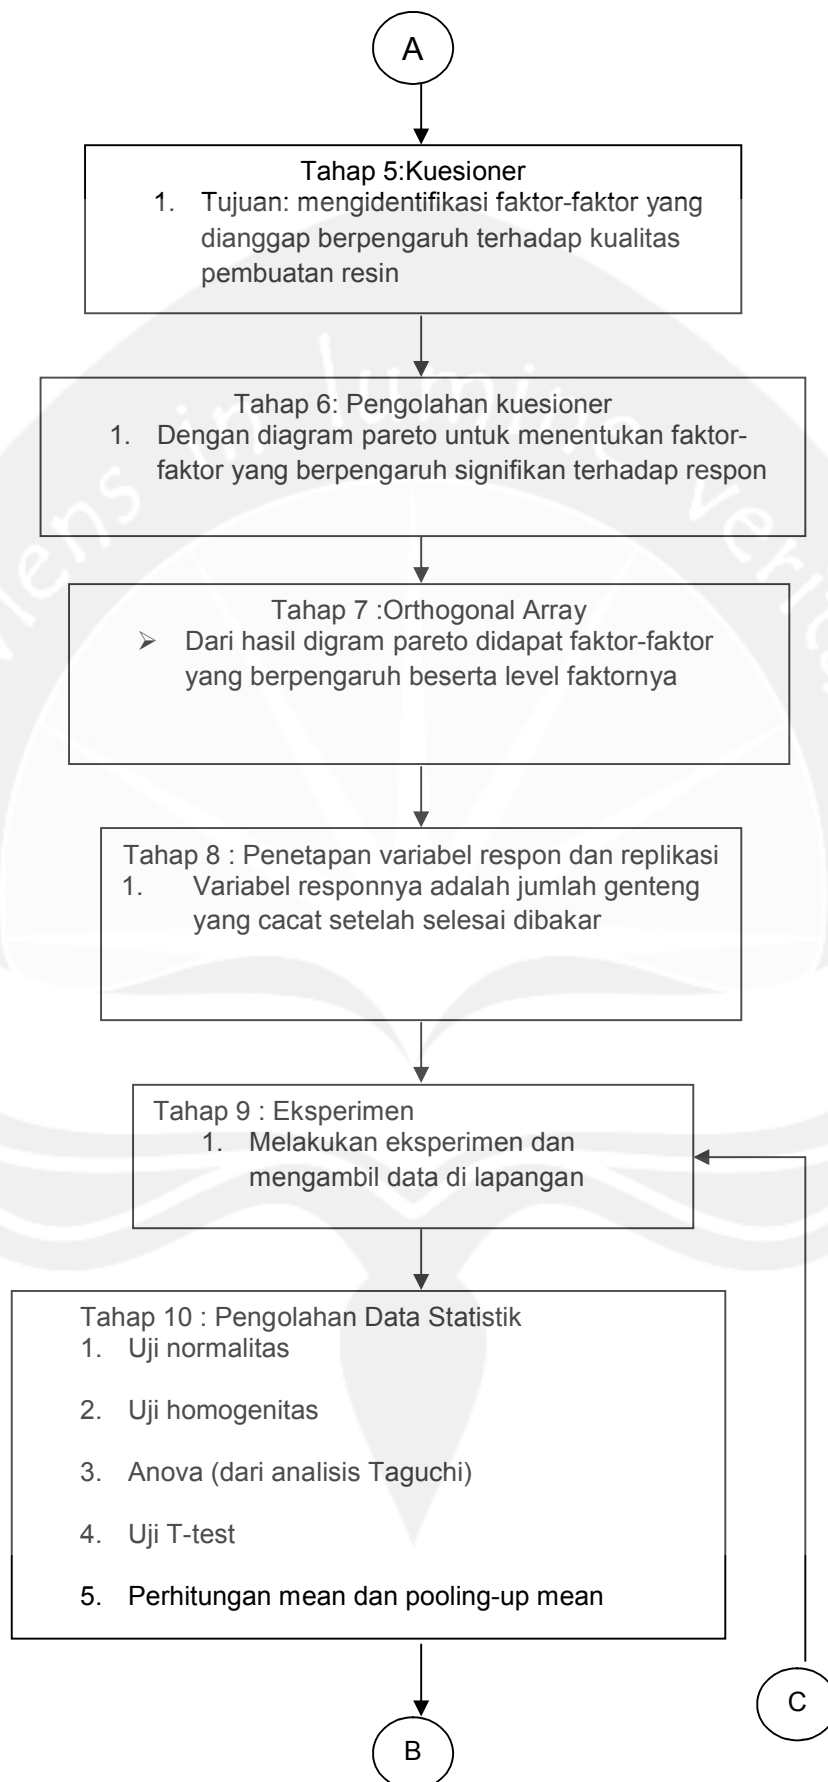 A
Tahap 5:Kuesioner
1. Tujuan: mengidentifikasi faktor-faktor yang
dianggap berpengaruh terhadap kualitas
pembuatan resin
Tahap 6: Pengolahan kuesioner
1. Dengan diagram pareto untuk menentukan faktor-
faktor yang berpengaruh signifikan terhadap respon
Tahap 7 :Orthogonal Array
➢ Dari hasil digram pareto didapat faktor-faktor
yang berpengaruh beserta level faktornya
Tahap 8 : Penetapan variabel respon dan replikasi
1. Variabel responnya adalah jumlah genteng
yang cacat setelah selesai dibakar
Tahap 9 : Eksperimen
1. Melakukan eksperimen dan
mengambil data di lapangan
Tahap 10 : Pengolahan Data Statistik
1. Uji normalitas
2. Uji homogenitas
3. Anova (dari analisis Taguchi)
4. Uji T-test
5. Perhitungan mean dan pooling-up mean
C
B
in lumine